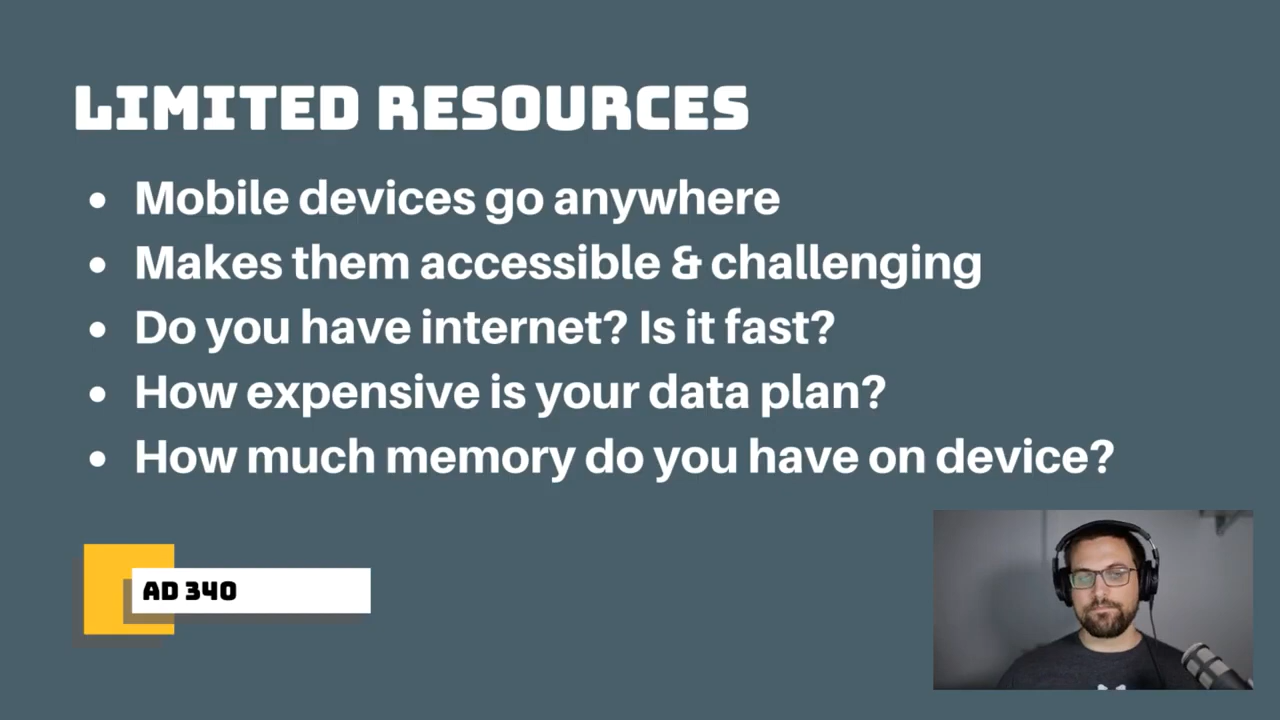 LIMITED RESOURCES
• Mobile devices go anywhere
• Makes them accessible & challenging
• Do you have internet? Is it fast?
• How expensive is your data plan?
• How much memory do you have on device?
AD 340